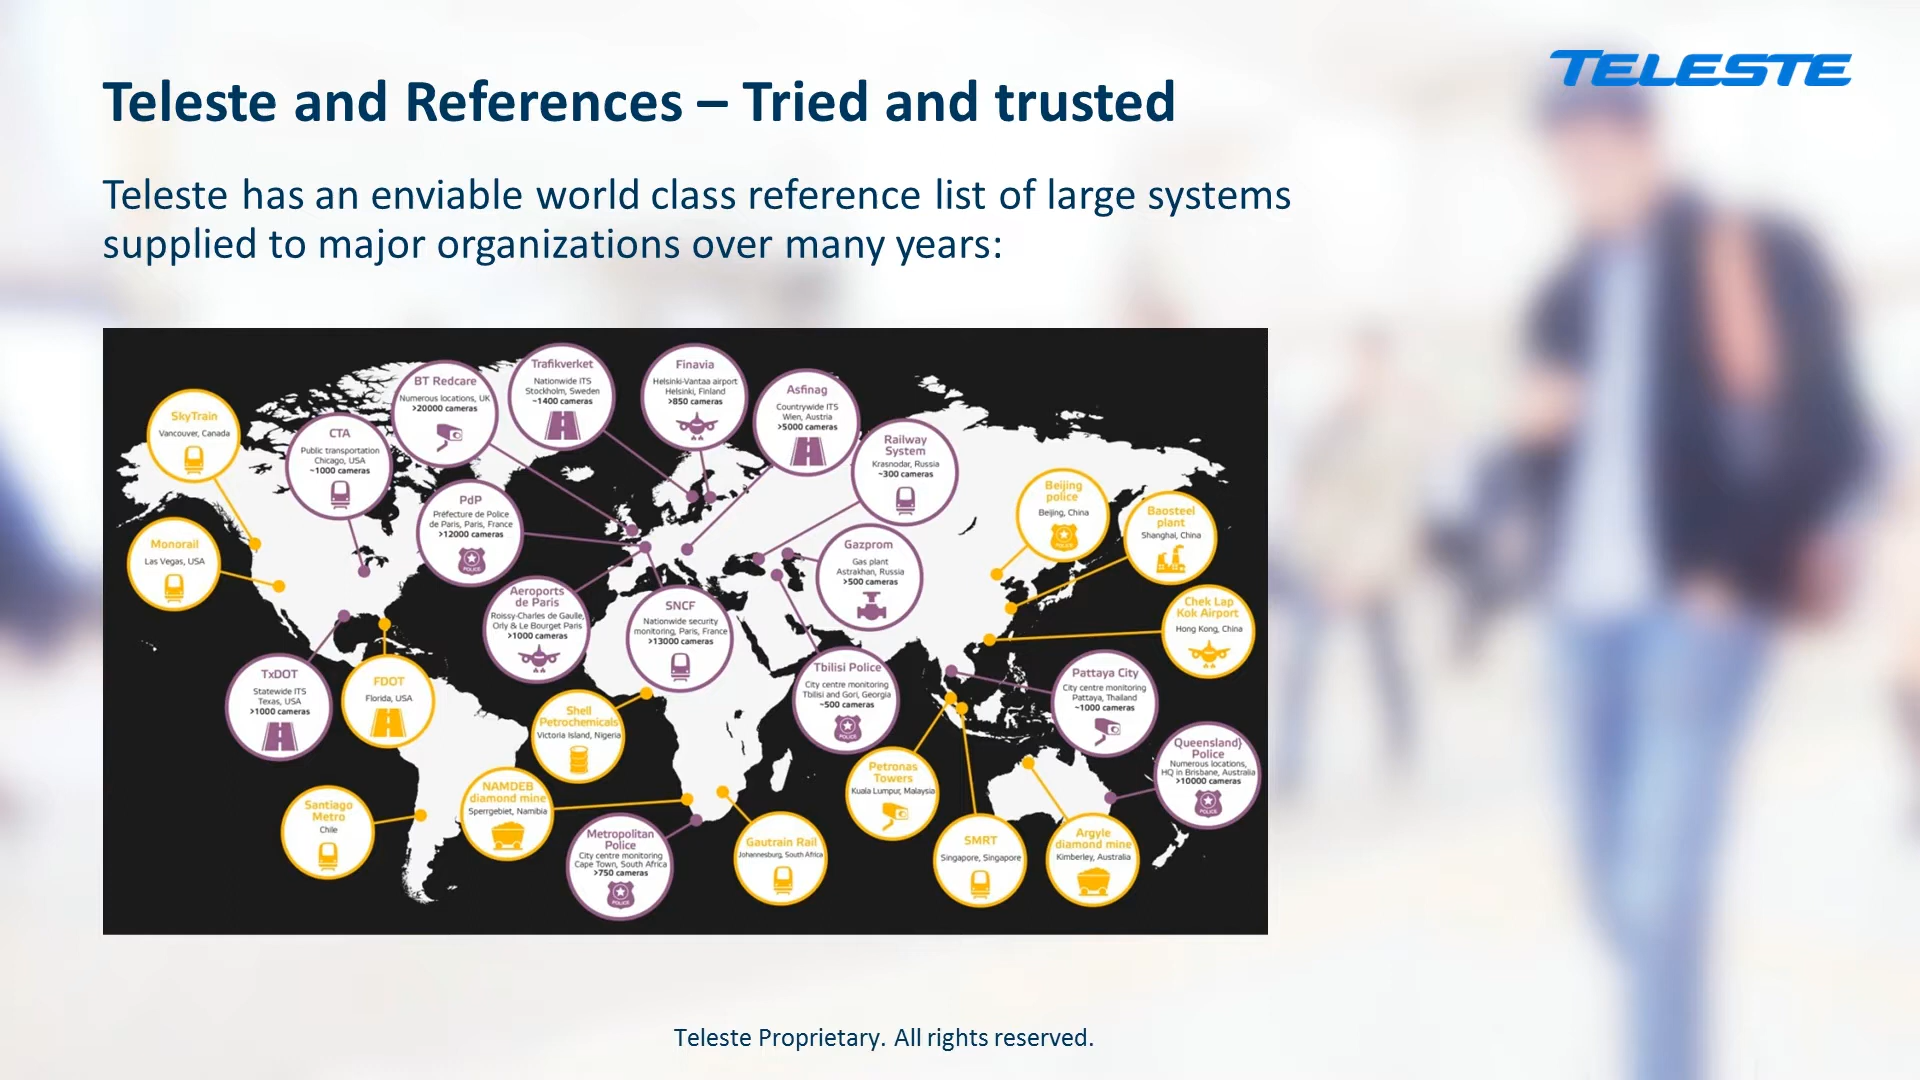 TELESTE
Teleste and References – Tried and trusted
Teleste has an enviable world class reference list of large systems
supplied to major organizations over many years:
SkyTrain
Vancouver, Canada
CTA
Public transportation
Chicago, USA
~1000 cameras
BT Redcare
Numerous locations, UK
>20000 cameras
Trafikverket
Nationwide ITS
Stockholm, Sweden
~1400 cameras
Finavia
Helsinki-Vantaa airport
Helsinki, Finland
>850 cameras
Asfinag
Countrywide ITS
Wien, Austria
>5000 cameras
Railway
System
Krasnodar, Russia
~300 cameras
Beijing
police
Beijing, China
Baosteel
plant
Shanghai, China
Monorail
Las Vegas, USA
PdP
Préfecture de Police
de Paris, Paris, France
>12000 cameras
POLICE
Gazprom
Gas plant
Astrakhan, Russia
>500 cameras
Aeroports
de Paris
Roissy-Charles de Gaulle,
Orly & Le Bourget Paris
>1000 cameras
SNCF
Nationwide security
monitoring, Paris, France
>13000 cameras
Chek Lap
Kok Airport
Hong Kong, China
TxDOT
Statewide ITS
Texas, USA
>1000 cameras
FDOT
Florida, USA
Shell
Petrochemicals
Victoria Island, Nigeria
Tbilisi Police
City centre monitoring
Tbilisi and Gori, Georgia
~500 cameras
POLICE
Pattaya City
City centre monitoring
Pattaya, Thailand
~1000 cameras
Queensland}
Police
Numerous locations,
HQ in Brisbane, Australia
>10000 cameras
POLICE
Petronas
Towers
Kuala Lumpur, Malaysia
Santiago
Metro
Chile
NAMDEB
diamond mine
Sperrgebiet, Namibia
Metropolitan
Police
City centre monitoring
Cape Town, South Africa
>750 cameras
POLICE
Gautrain Rail
Johannesburg, South Africa
SMRT
Singapore, Singapore
Argyle
diamond mine
Kimberley, Australia
Teleste Proprietary. All rights reserved.